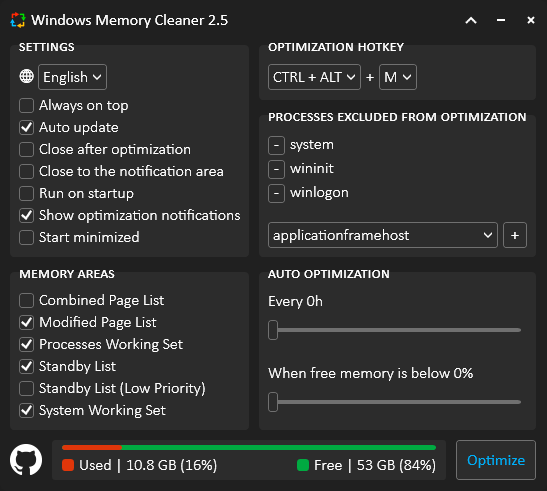 Windows Memory Cleaner 2.5
SETTINGS
English
Always on top
Auto update
Close after optimization
Close to the notification area
Run on startup
Show optimization notifications
Start minimized
OPTIMIZATION HOTKEY
CTRL + ALT + M
PROCESSES EXCLUDED FROM OPTIMIZATION
- system
- wininit
- winlogon
applicationframehost +
MEMORY AREAS
Combined Page List
Modified Page List
Processes Working Set
Standby List
Standby List (Low Priority)
System Working Set
AUTO OPTIMIZATION
Every 0h
When free memory is below 0%
Used | 10.8 GB (16%) Free | 53 GB (84%)
Optimize